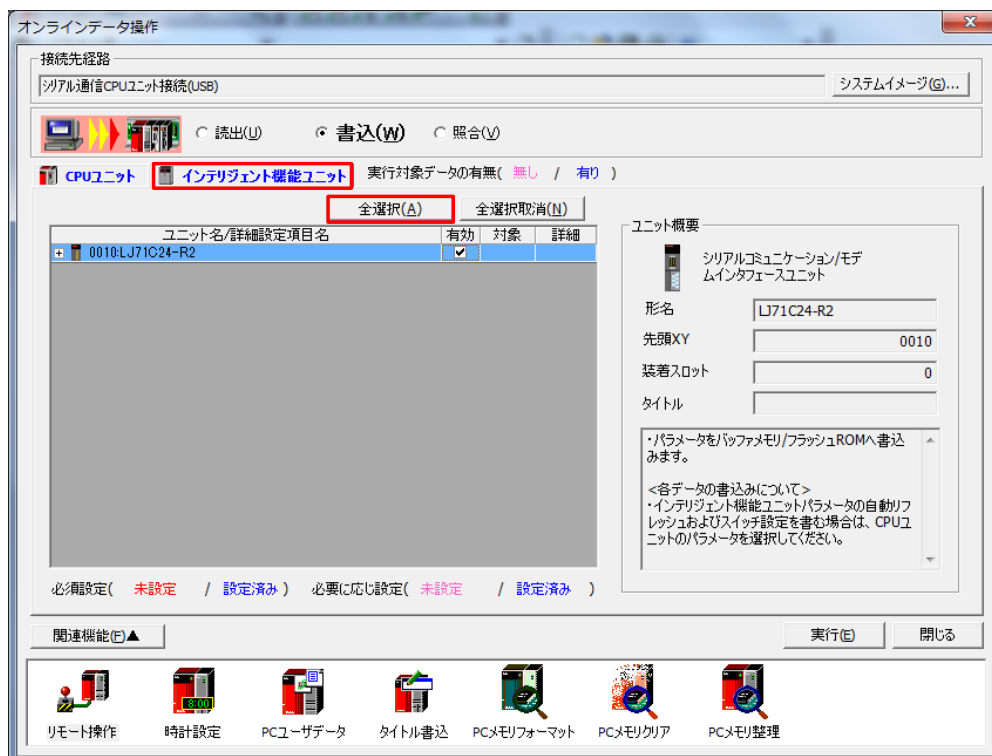 オンラインデータ操作
接続先経路
シリアル通信CPUユニット接続(USB)
システムイメージ(G)...
読出(U) 書込(W) 照合(V)
CPUユニット インテリジェント機能ユニット 実行対象データの有無( 無し / 有り )
全選択(A) 全選択取消(N)
ユニット名/詳細設定項目名 有効 対象 詳細
0010:LJ71C24-R2
ユニット概要
シリアルコミュニケーション/モデ
ムインタフェースユニット
形名 LJ71C24-R2
先頭XY 0010
装着スロット 0
タイトル
・パラメータをバッファメモリ/フラッシュROMへ書込
みます。
<各データの書込みについて>
・インテリジェント機能ユニットパラメータの自動リフ
レッシュおよびスイッチ設定を書む場合は、CPUユ
ニットのパラメータを選択してください。
必須設定( 未設定 / 設定済み ) 必要に応じ設定( 未設定 / 設定済み )
関連機能(F)▲ 実行(E) 閉じる
8:00
リモート操作 時計設定 PCユーザデータ タイトル書込 PCメモリフォーマット PCメモリクリア PCメモリ整理